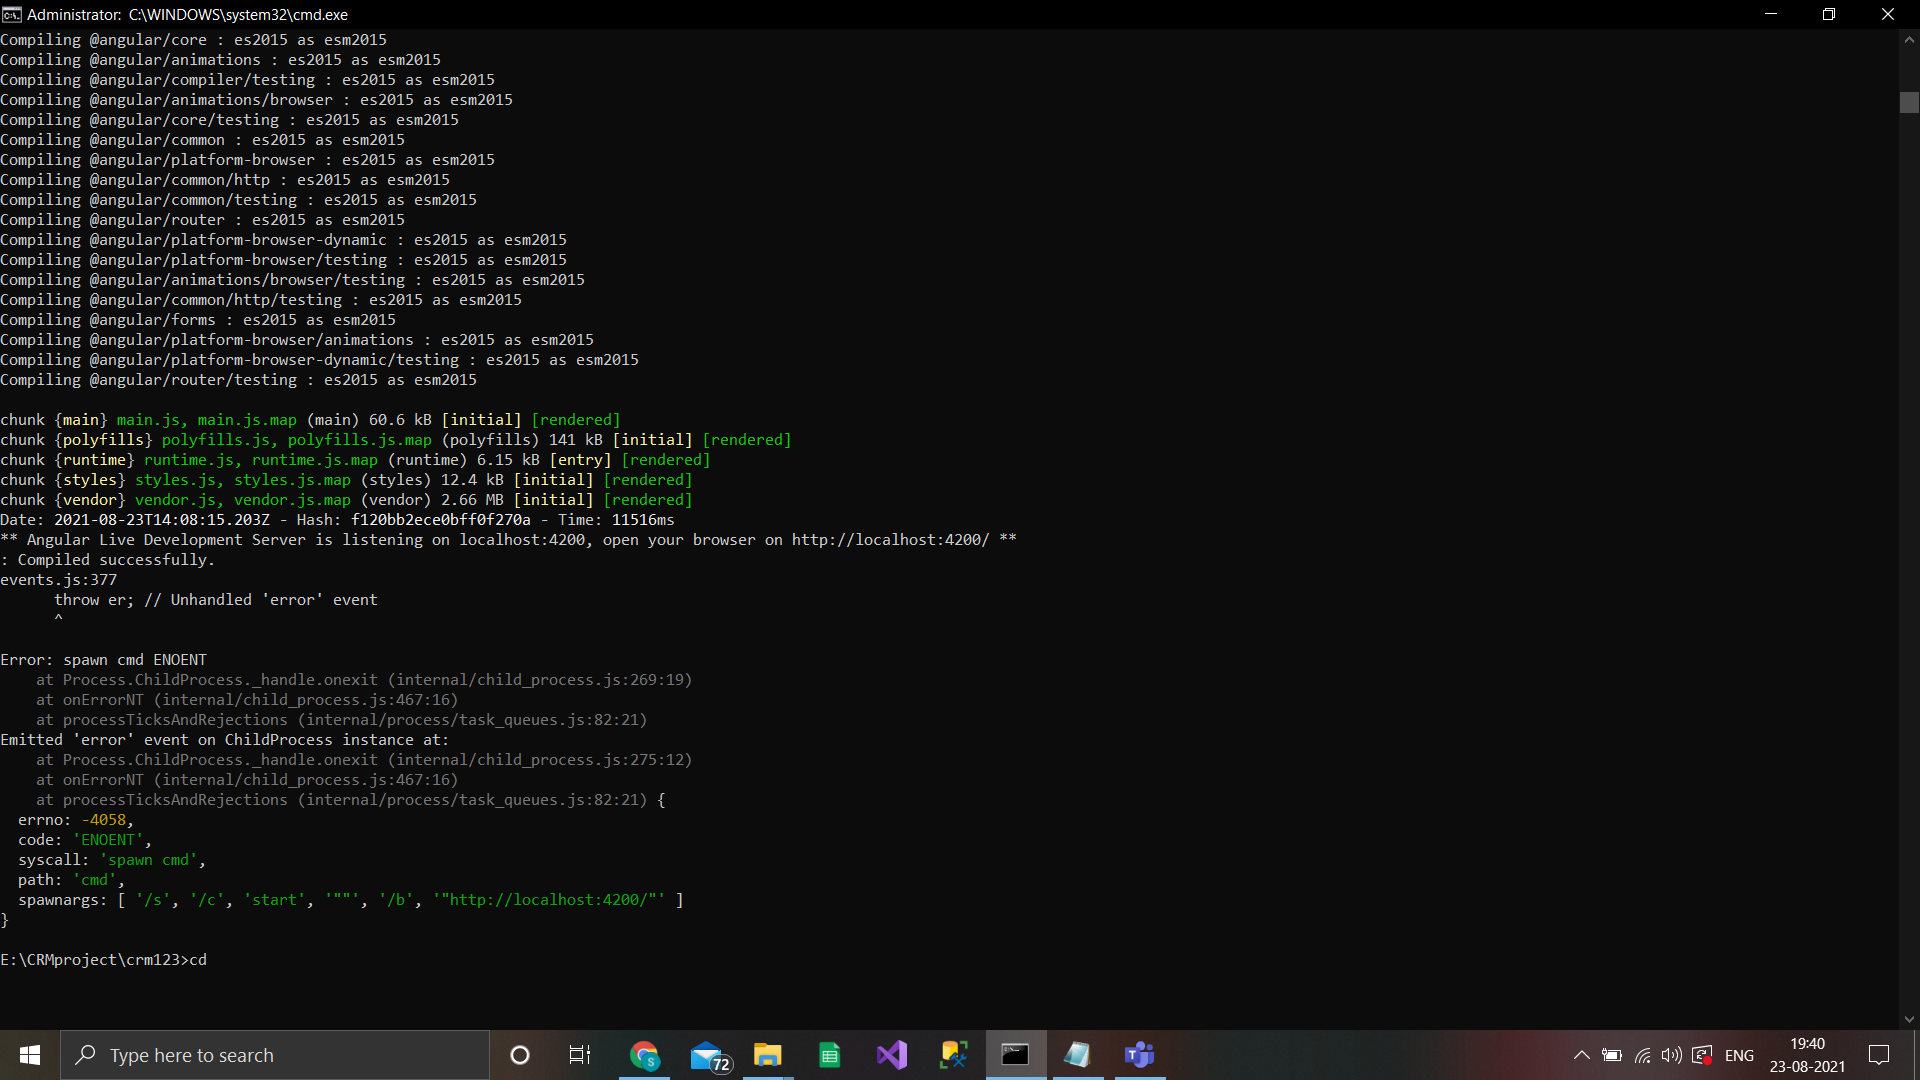 Administrator: C:\WINDOWS\system32\cmd.exe
Compiling @angular/core : es2015 as esm2015
Compiling @angular/animations : es2015 as esm2015
Compiling @angular/compiler/testing : es2015 as esm2015
Compiling @angular/animations/browser : es2015 as esm2015
Compiling @angular/core/testing : es2015 as esm2015
Compiling @angular/common : es2015 as esm2015
Compiling @angular/platform-browser : es2015 as esm2015
Compiling @angular/common/http : es2015 as esm2015
Compiling @angular/common/testing : es2015 as esm2015
Compiling @angular/router : es2015 as esm2015
Compiling @angular/platform-browser-dynamic : es2015 as esm2015
Compiling @angular/platform-browser/testing : es2015 as esm2015
Compiling @angular/animations/browser/testing : es2015 as esm2015
Compiling @angular/common/http/testing : es2015 as esm2015
Compiling @angular/forms : es2015 as esm2015
Compiling @angular/platform-browser/animations : es2015 as esm2015
Compiling @angular/platform-browser-dynamic/testing : es2015 as esm2015
Compiling @angular/router/testing : es2015 as esm2015
chunk {main} main.js, main.js.map (main) 60.6 kB [initial] [rendered]
chunk {polyfills} polyfills.js, polyfills.js.map (polyfills) 141 kB [initial] [rendered]
chunk {runtime} runtime.js, runtime.js.map (runtime) 6.15 kB [entry] [rendered]
chunk {styles} styles.js, styles.js.map (styles) 12.4 kB [initial] [rendered]
chunk {vendor} vendor.js, vendor.js.map (vendor) 2.66 MB [initial] [rendered]
Date: 2021-08-23T14:08:15.203Z - Hash: f120bb2ece0bff0f270a - Time: 11516ms
** Angular Live Development Server is listening on localhost:4200, open your browser on http://localhost:4200/ **
: Compiled successfully.
events.js:377
      throw er; // Unhandled 'error' event
      ^
Error: spawn cmd ENOENT
    at Process.ChildProcess._handle.onexit (internal/child_process.js:269:19)
    at onErrorNT (internal/child_process.js:467:16)
    at processTicksAndRejections (internal/process/task_queues.js:82:21)
Emitted 'error' event on ChildProcess instance at:
    at Process.ChildProcess._handle.onexit (internal/child_process.js:275:12)
    at onErrorNT (internal/child_process.js:467:16)
    at processTicksAndRejections (internal/process/task_queues.js:82:21) {
  errno: -4058,
  code: 'ENOENT',
  syscall: 'spawn cmd',
  path: 'cmd',
  spawnargs: [ '/s', '/c', 'start', '""', '/b', '"http://localhost:4200/"' ]
}
E:\CRMproject\crm123>cd
Type here to search
72
ENG
19:40
23-08-2021